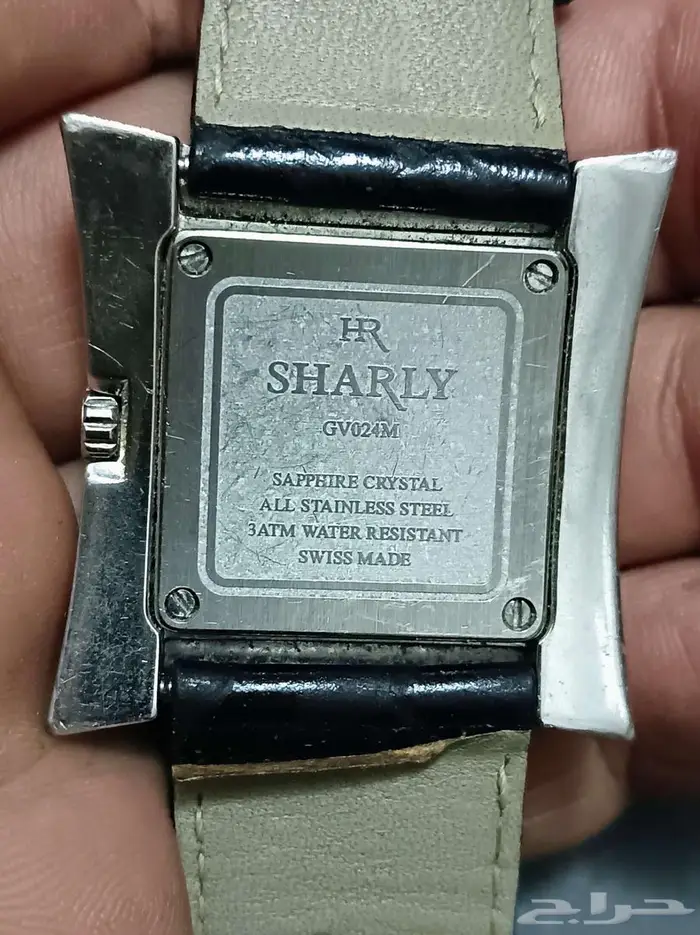 HR
SHARLY
GV024M
SAPPHIRE CRYSTAL
ALL STAINLESS STEEL
3ATM WATER RESISTANT
SWISS MADE
حراج